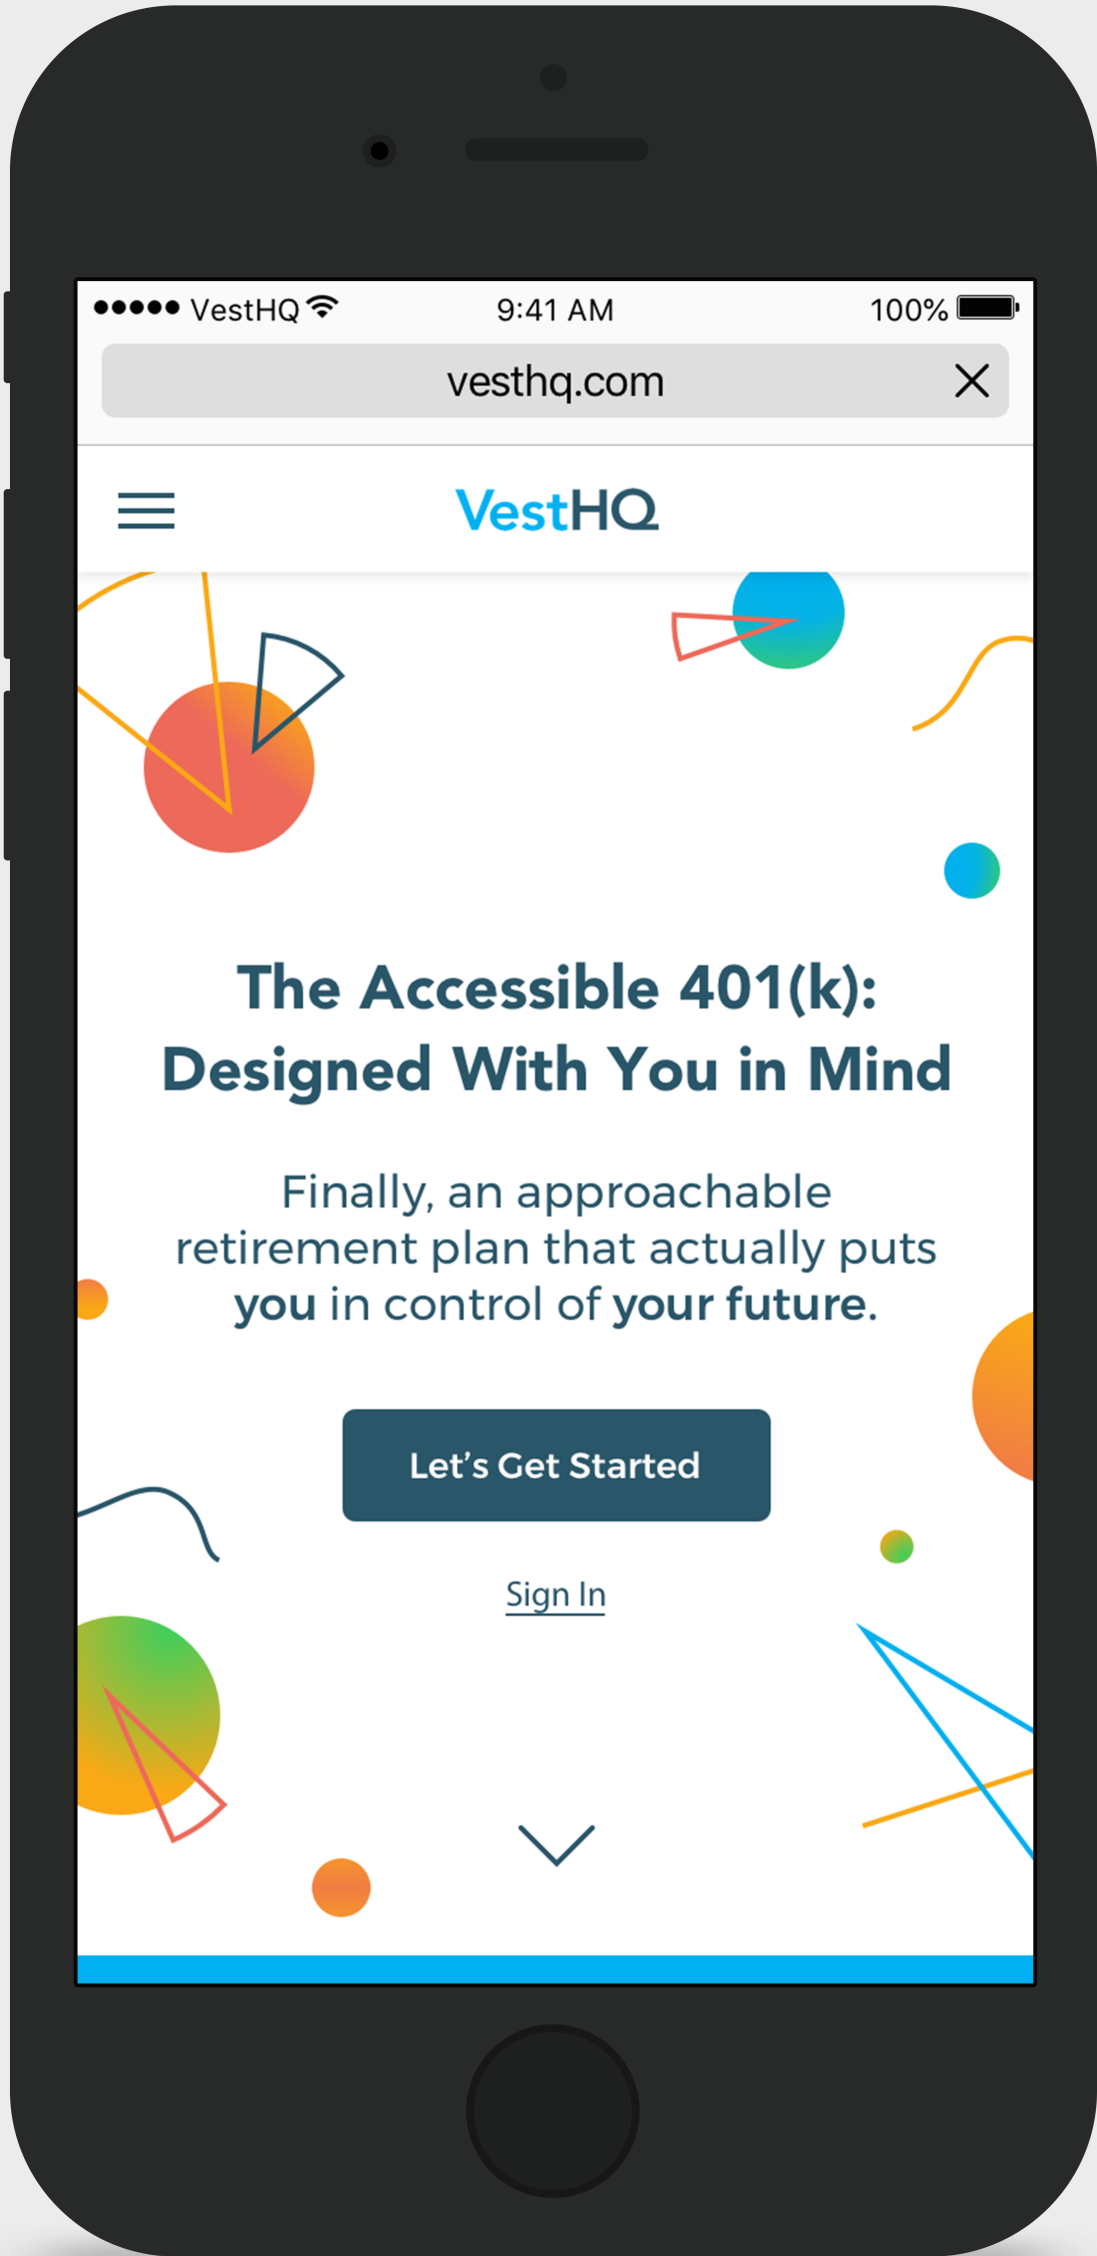 VestHQ 9:41 AM 100%
vesthq.com
VestHQ
The Accessible 401(k):
Designed With You in Mind
Finally, an approachable
retirement plan that actually puts
you in control of your future.
Let’s Get Started
Sign In